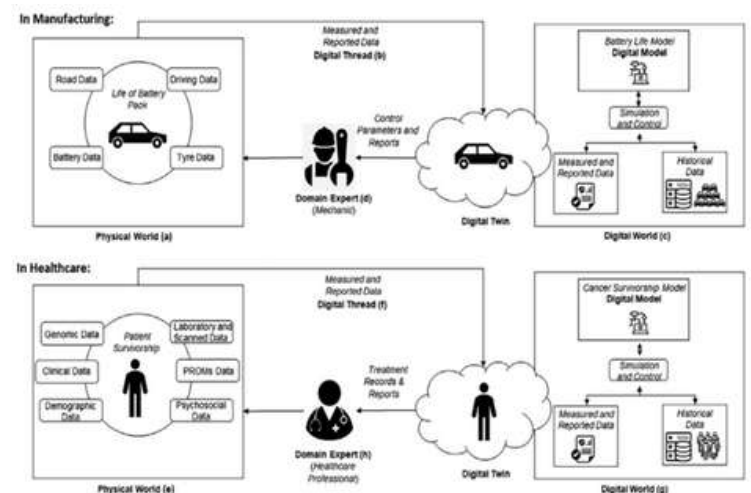 In Manufacturing:
Measured and
Reported Data
Digital Thread (b)
Road Data
Driving Data
Life of Battery
Pack
Battery Data
Tyre Data
Physical World (a)
Control
Parameters and
Reports
Domain Expert (d)
(Mechanic)
Digital Twin
Battery Life Model
Digital Model
Simulation
and Control
Measured and
Reported Data
Historical
Data
Digital World (c)
In Healthcare:
Measured and
Reported Data
Digital Thread (f)
Genomic Data
Laboratory and
Scanned Data
Patient
Survivorship
Clinical Data
PROMs Data
Demographic
Data
Psychosocial
Data
Physical World (e)
Treatment
Records &
Reports
Domain Expert (h)
(Healthcare
Professional)
Digital Twin
Cancer Survivorship Model
Digital Model
Simulation
and Control
Measured and
Reported Data
Historical
Data
Digital World (g)